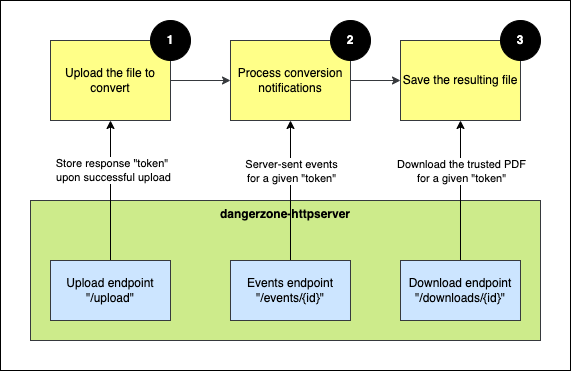 1
2
3
Upload the file to
convert
Process conversion
notifications
Save the resulting file
Store response "token"
upon successful upload
Server-sent events
for a given "token"
Download the trusted PDF
for a given "token"
dangerzone-httpserver
Upload endpoint
"/upload"
Events endpoint
"/events/{id}"
Download endpoint
"/downloads/{id}"